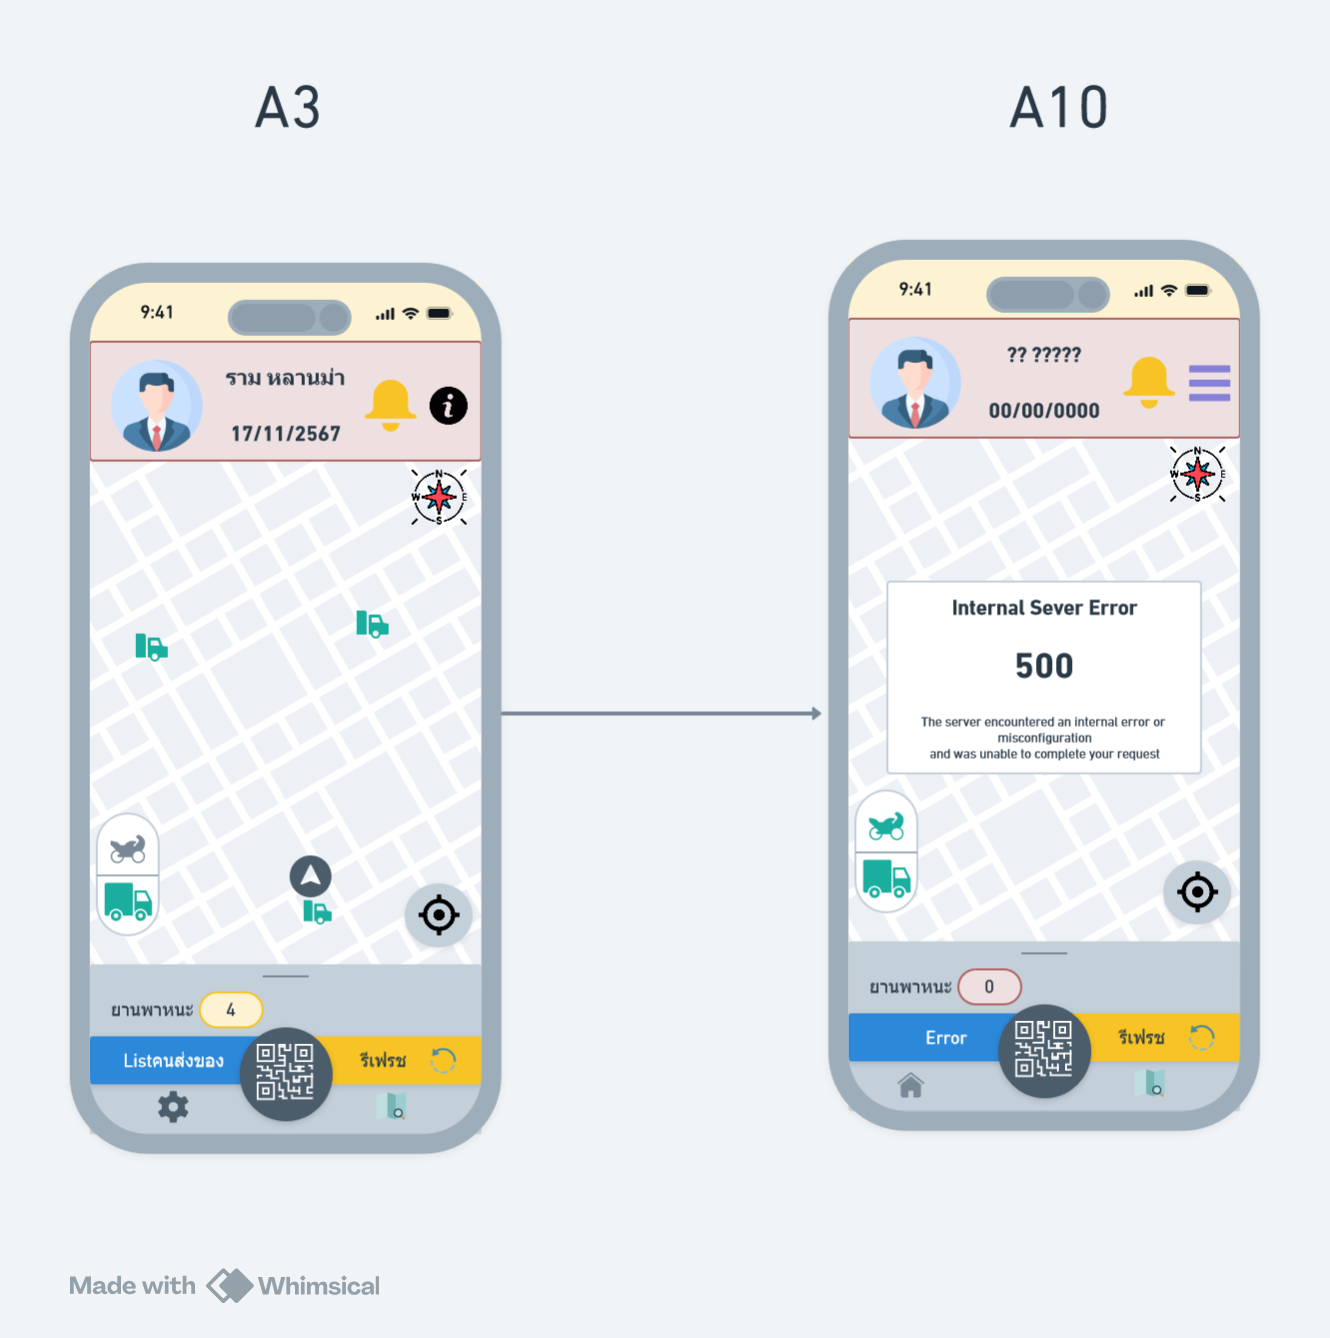 A3
A10
9:41
ราม หลานม่า
17/11/2567
N
W
E
S
ยานพาหนะ
4
Listคนส่งของ
รีเฟรช
9:41
?? ?????
00/00/0000
N
W
E
S
Internal Sever Error
500
The server encountered an internal error or
misconfiguration
and was unable to complete your request
ยานพาหนะ
0
Error
รีเฟรช
Made with Whimsical